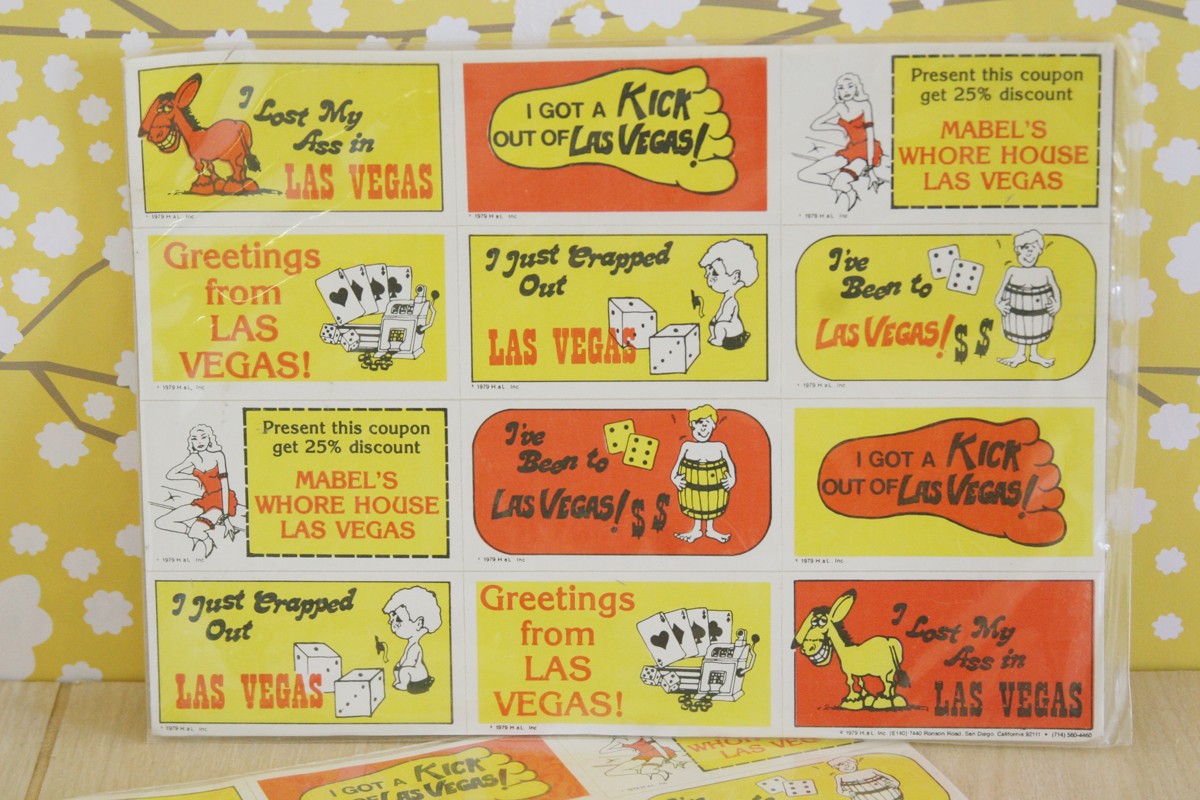 I Lost My
Ass in
LAS VEGAS
I GOT A KICK
OUT OF LAS VEGAS!
Present this coupon
get 25% discount
MABEL'S
WHORE HOUSE
LAS VEGAS
Greetings
from
LAS
VEGAS!
I Just Crapped
Out
LAS VEGAS
I've
Been to
LAS VEGAS! $ $
Present this coupon
get 25% discount
MABEL'S
WHORE HOUSE
LAS VEGAS
I've
Been to
LAS VEGAS! $ $
I GOT A KICK
OUT OF LAS VEGAS!
I Just Crapped
Out
LAS VEGAS
Greetings
from
LAS
VEGAS!
I Lost My
Ass in
LAS VEGAS
I GOT A KICK
LAS VEGAS!
I've